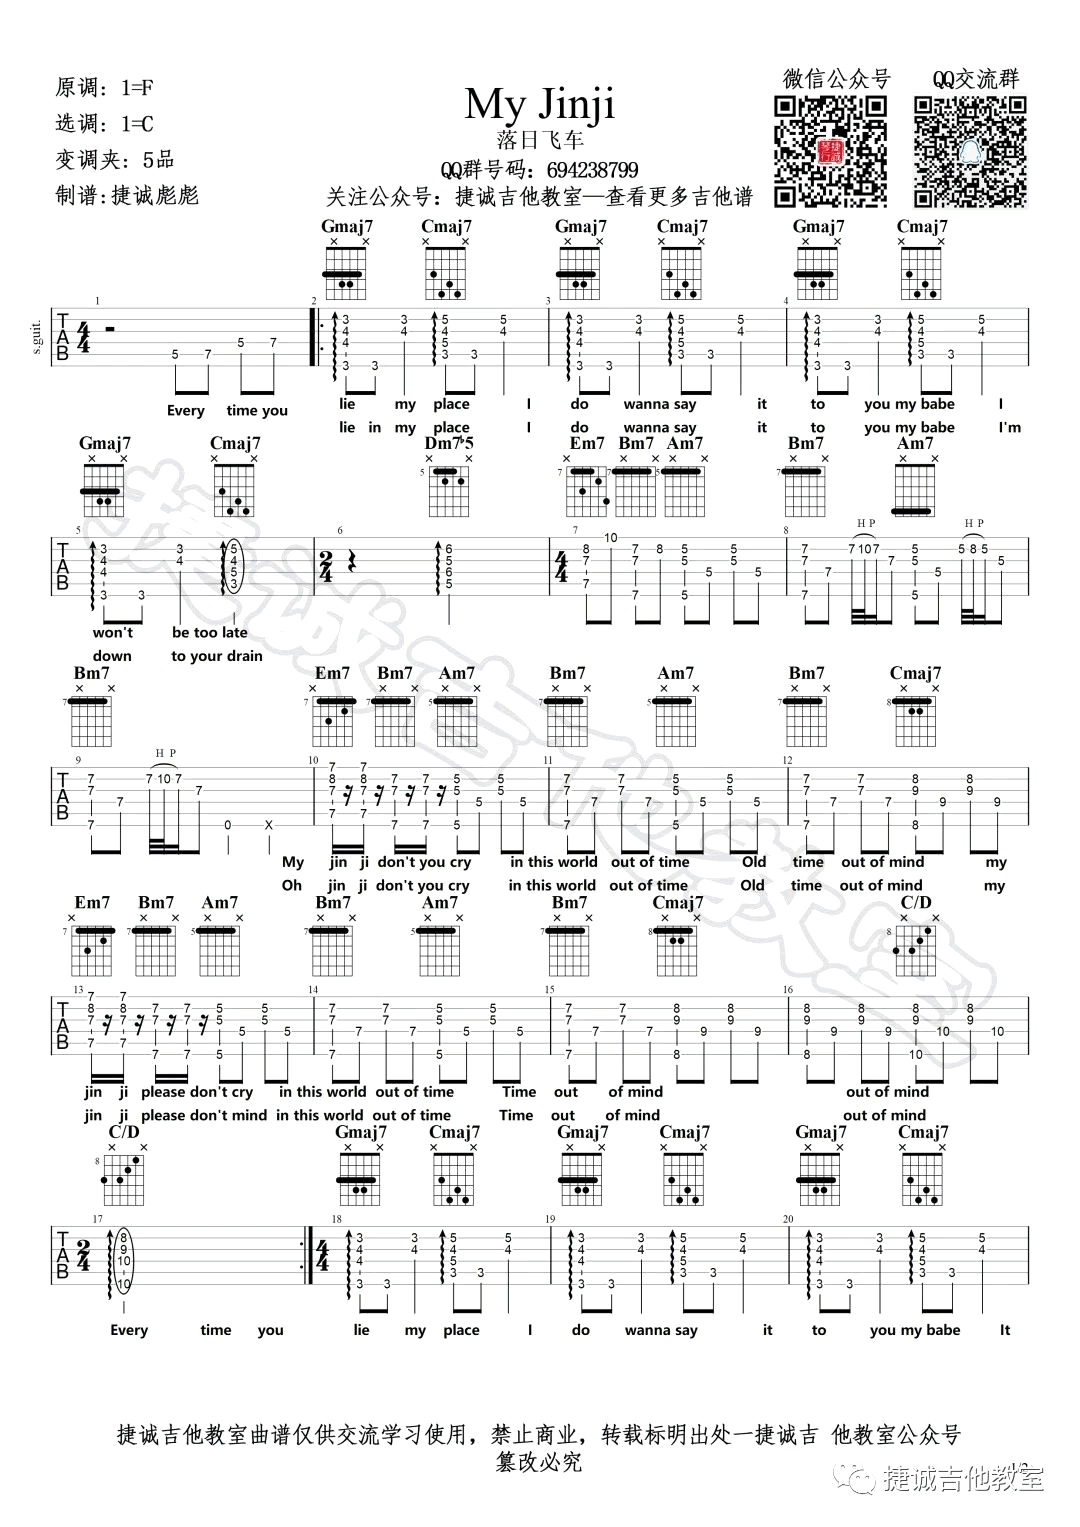 原调: 1=F
选调: 1=C
变调夹: 5品
制谱:捷诚彪彪
My Jinji
落日飞车
QQ群号码: 694238799
关注公众号: 捷诚吉他教室—查看更多吉他谱
微信公众号 QQ交流群
捷诚琴行
Gmaj7 Cmaj7 Gmaj7 Cmaj7 Gmaj7 Cmaj7
s.guit.
Every time you lie my place I do wanna say it to you my babe I
lie in my place I do wanna say it to you my babe I'm
Gmaj7 Cmaj7 Dm7♭5 Em7 Bm7 Am7 Bm7 Am7
H P H P
won't be too late
down to your drain
Bm7 Em7 Bm7 Am7 Bm7 Am7 Bm7 Cmaj7
H P
My jin ji don't you cry in this world out of time Old time out of mind my
Oh jin ji don't you cry in this world out of time Old time out of mind my
Em7 Bm7 Am7 Bm7 Am7 Bm7 Cmaj7 C/D
jin ji please don't cry in this world out of time Time out of mind out of mind
jin ji please don't mind in this world out of time Time out of mind out of mind
C/D Gmaj7 Cmaj7 Gmaj7 Cmaj7 Gmaj7 Cmaj7
Every time you lie my place I do wanna say it to you my babe It
捷诚吉他教室曲谱仅供交流学习使用，禁止商业，转载标明出处一捷诚吉 他教室公众号
篡改必究
1/2
捷诚吉他教室
捷诚吉他教室